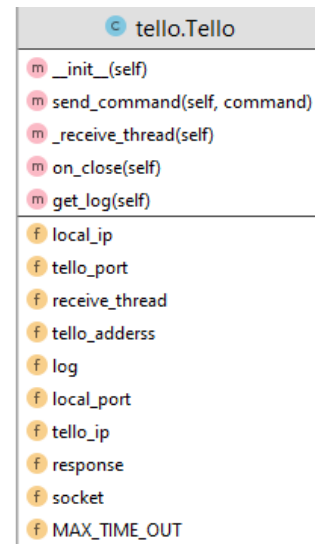 c tello.Tello
m __init__(self)
m send_command(self, command)
m _receive_thread(self)
m on_close(self)
m get_log(self)
f local_ip
f tello_port
f receive_thread
f tello_adderss
f log
f local_port
f tello_ip
f response
f socket
f MAX_TIME_OUT